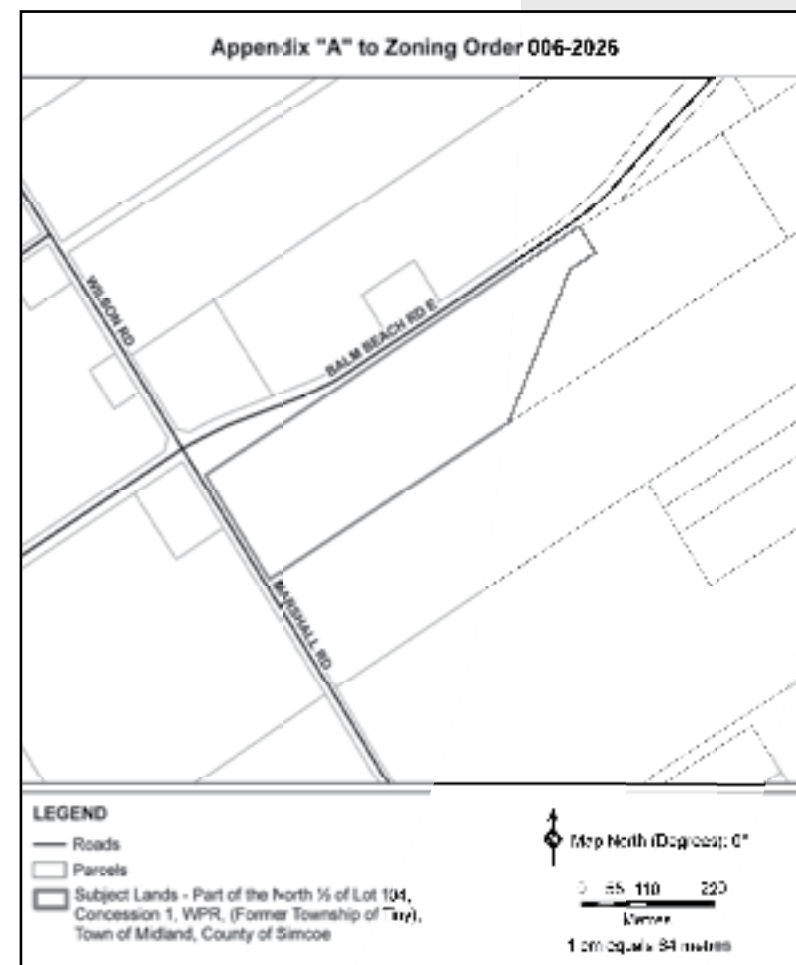 Appendix "A" to Zoning Order 006-2026
WILSON RD
BALM BEACH RD E
MARSHALL RD
LEGEND
Roads
Parcels
Subject Lands - Part of the North ½ of Lot 104,
Concession 1, WPR, (Former Township of Tiny),
Town of Midland, County of Simcoe
Map North (Degrees): 0°
0 55 110 220
Metres
1 cm equals 84 metres